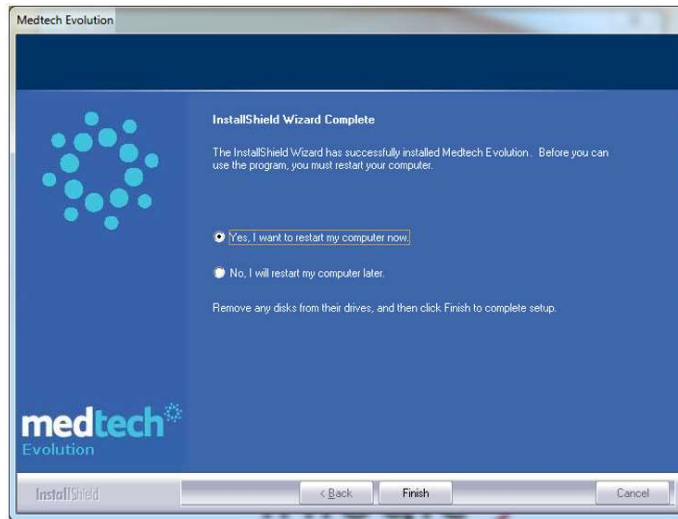 Medtech Evolution
InstallShield Wizard Complete
The InstallShield Wizard has successfully installed Medtech Evolution. Before you can
use the program, you must restart your computer.
Yes, I want to restart my computer now.
No, I will restart my computer later.
Remove any disks from their drives, and then click Finish to complete setup.
medtech
Evolution
InstallShield
< Back
Finish
Cancel